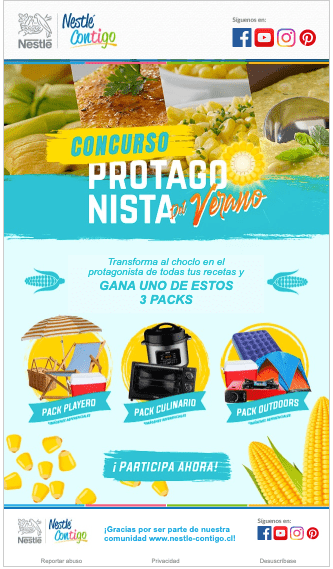 Nestlé
Nestlé
Contigo
Síguenos en:
CONCURSO
PROTAGO
NISTA
Del Verano
Transforma al choclo en el
protagonista de todas tus recetas y
GANA UNO DE ESTOS
3 PACKS
PACK PLAYERO
PACK CULINARIO
PACK OUTDOORS
¡PARTICIPA AHORA!
Nestlé
Nestlé
Contigo
¡Gracias por ser parte de nuestra
comunidad www.nestle-contigo.cl!
Síguenos en:
Reportar abuso
Privacidad
Desuscríbase